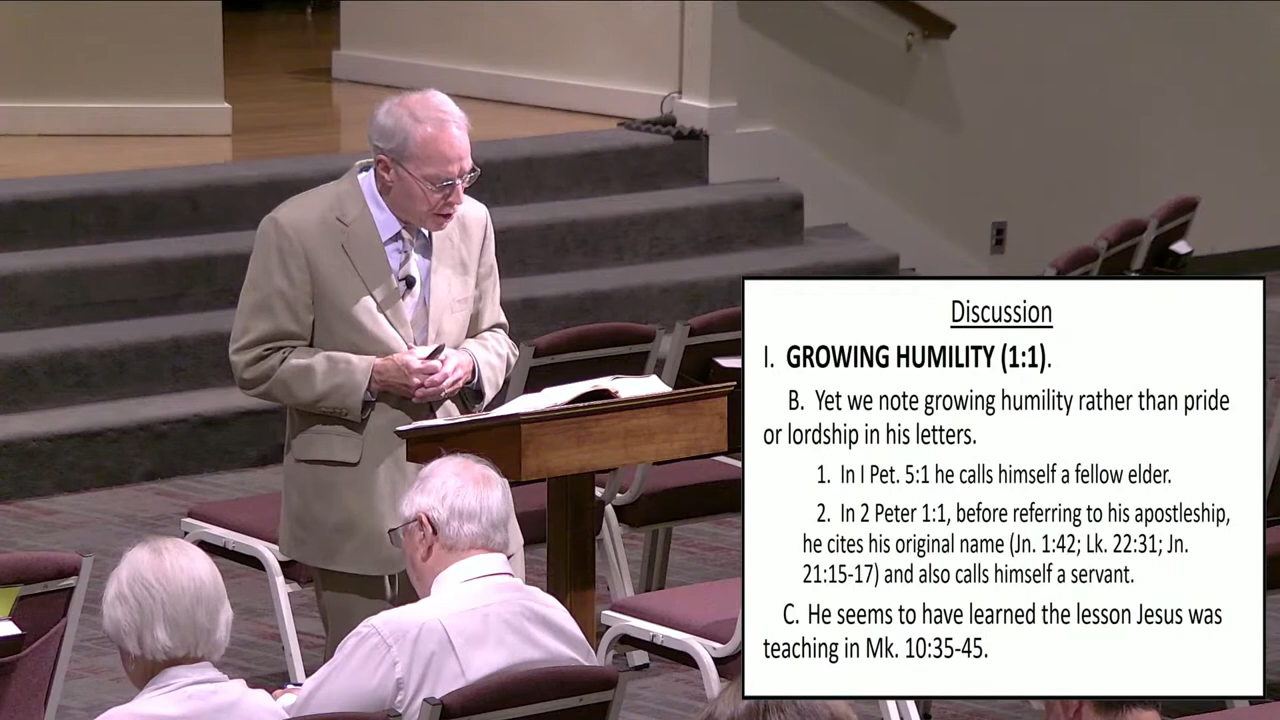 Discussion
I. GROWING HUMILITY (1:1).
B. Yet we note growing humility rather than pride
or lordship in his letters.
1. In I Pet. 5:1 he calls himself a fellow elder.
2. In 2 Peter 1:1, before referring to his apostleship,
he cites his original name (Jn. 1:42; Lk. 22:31; Jn.
21:15-17) and also calls himself a servant.
C. He seems to have learned the lesson Jesus was
teaching in Mk. 10:35-45.